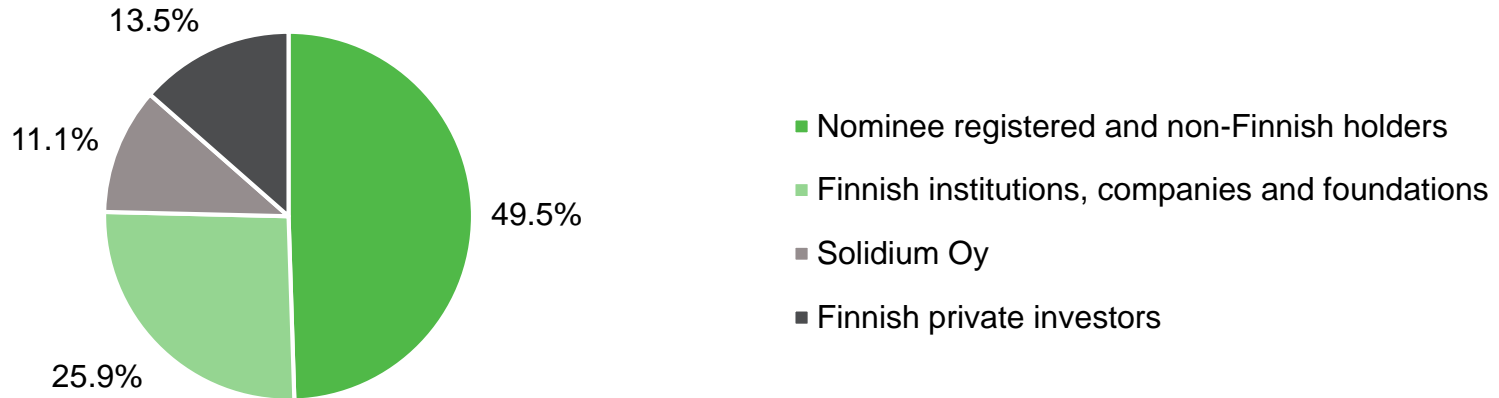 13.5%
11.1%
49.5%
25.9%
Nominee registered and non-Finnish holders
Finnish institutions, companies and foundations
Solidium Oy
Finnish private investors